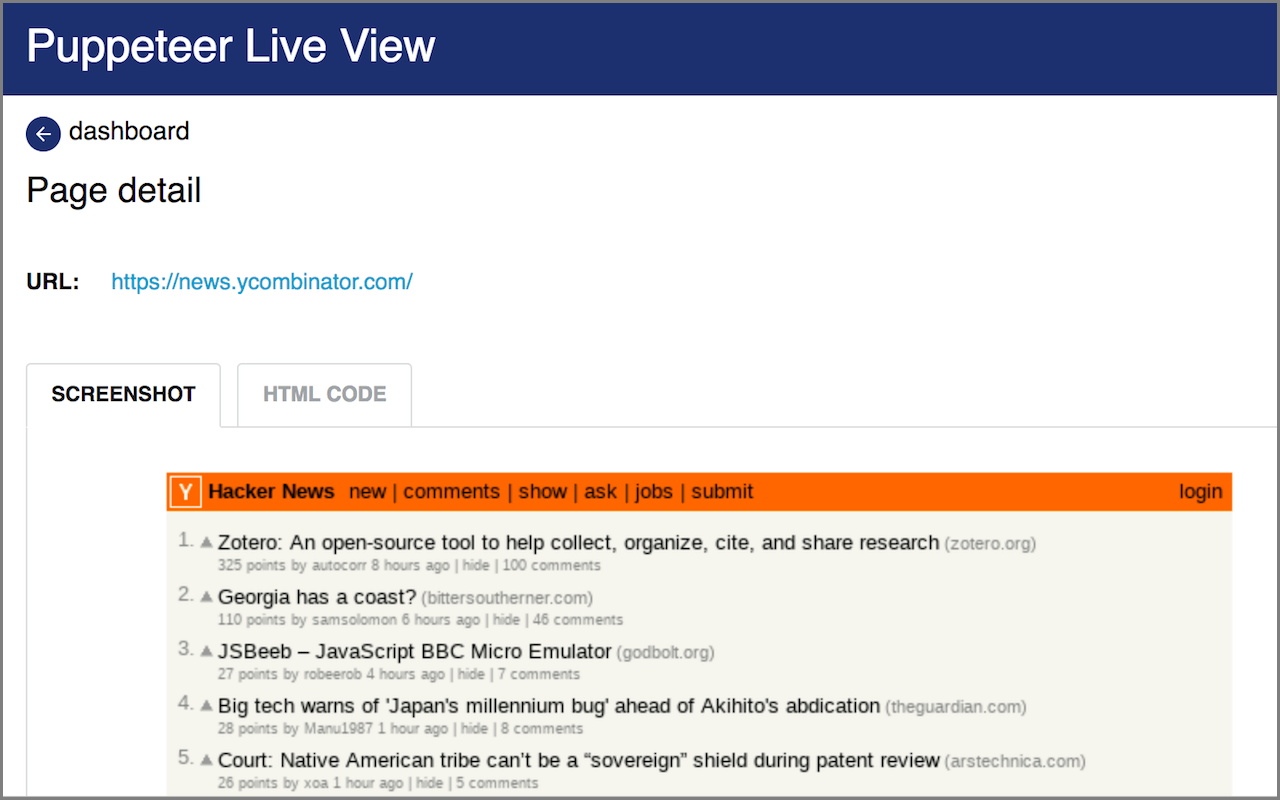 Puppeteer Live View
dashboard
Page detail
URL: https://news.ycombinator.com/
SCREENSHOT HTML CODE
Y Hacker News new | comments | show | ask | jobs | submit login
1. ▲ Zotero: An open-source tool to help collect, organize, cite, and share research (zotero.org)
325 points by autocorr 8 hours ago | hide | 100 comments
2. ▲ Georgia has a coast? (bittersoutherner.com)
110 points by samsolomon 6 hours ago | hide | 46 comments
3. ▲ JSBeeb – JavaScript BBC Micro Emulator (godbolt.org)
27 points by robeerob 4 hours ago | hide | 7 comments
4. ▲ Big tech warns of 'Japan's millennium bug' ahead of Akihito's abdication (theguardian.com)
28 points by Manu1987 1 hour ago | hide | 8 comments
5. ▲ Court: Native American tribe can’t be a “sovereign” shield during patent review (arstechnica.com)
26 points by xoa 1 hour ago | hide | 5 comments